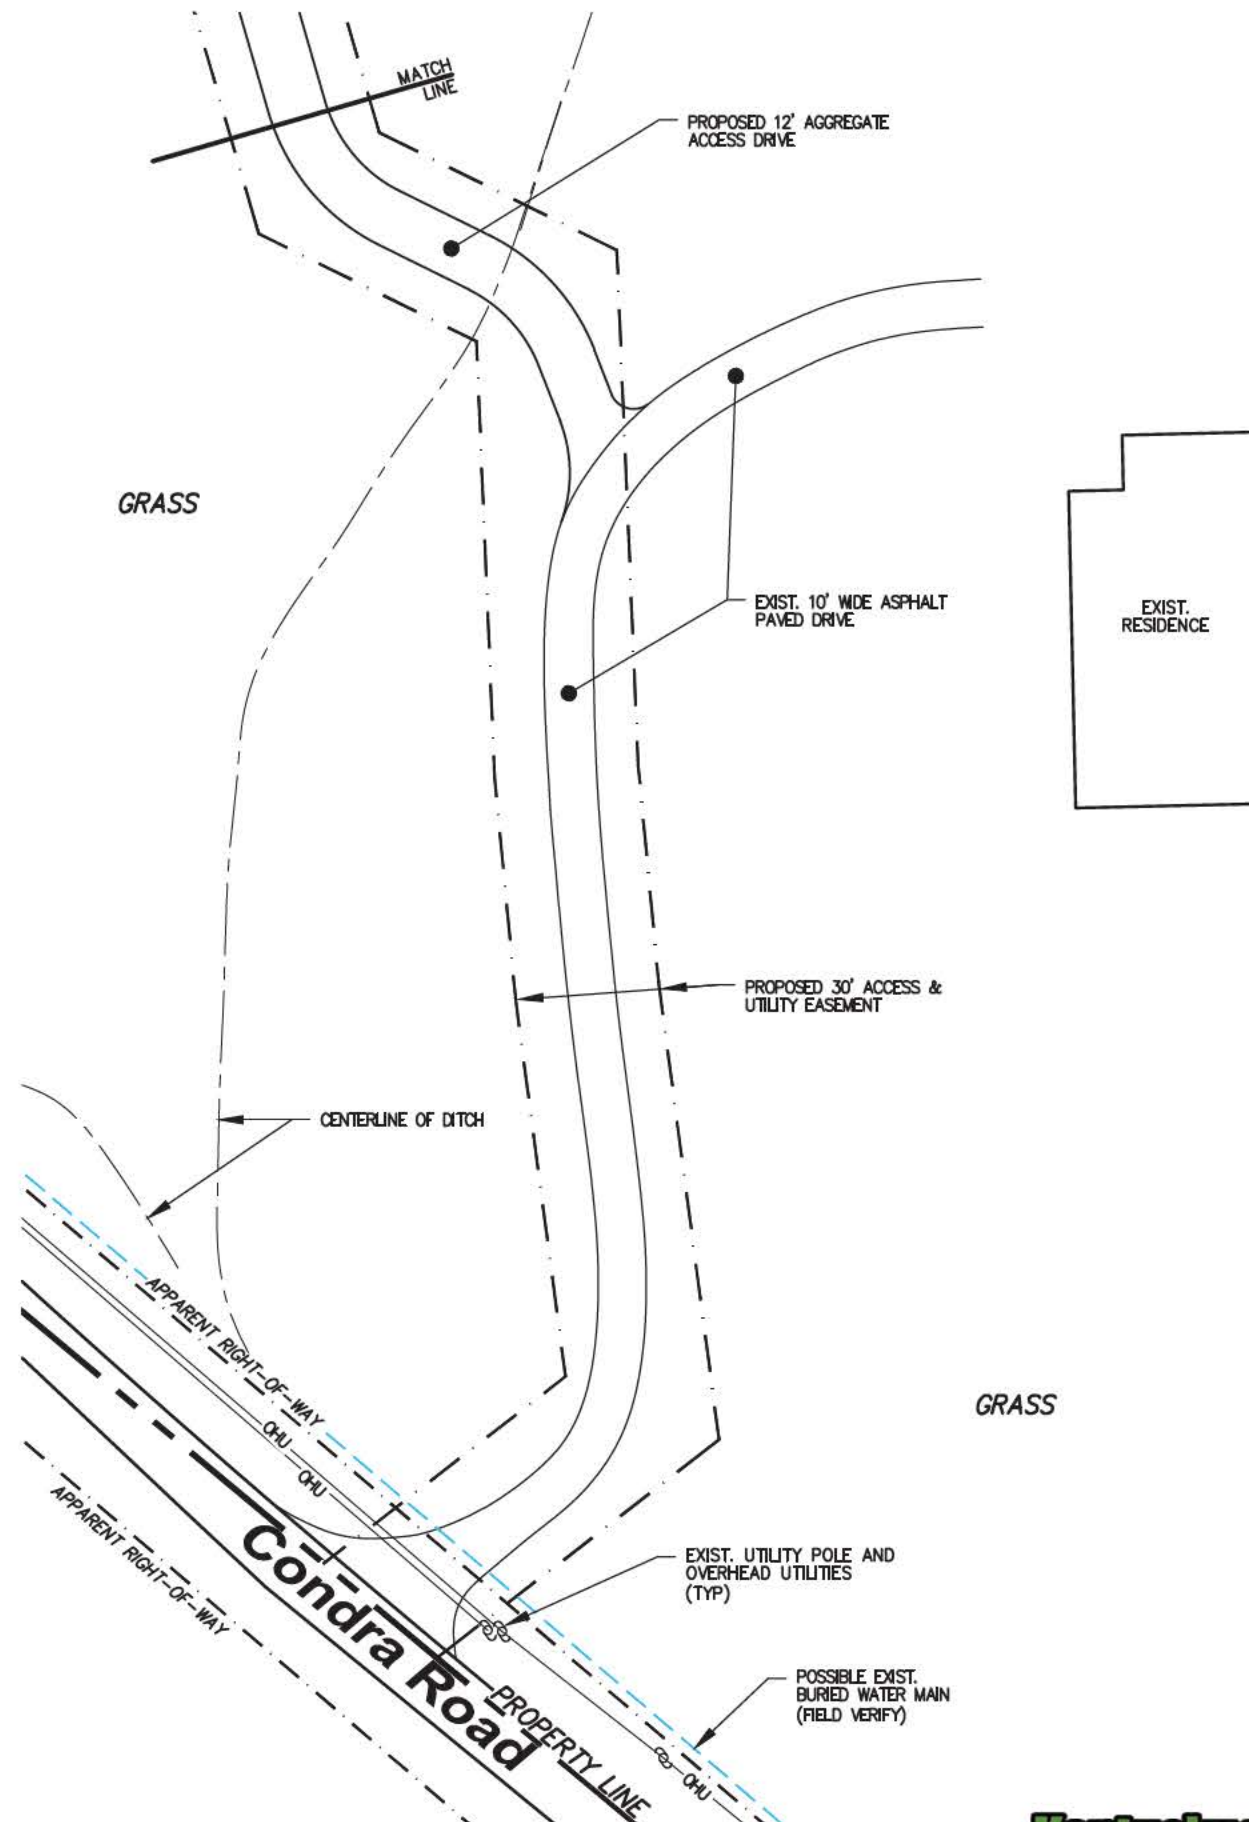 MATCH
LINE
PROPOSED 12' AGGREGATE
ACCESS DRIVE
GRASS
EXIST. 10' WIDE ASPHALT
PAVED DRIVE
EXIST.
RESIDENCE
PROPOSED 30' ACCESS &
UTILITY EASEMENT
CENTERLINE OF DITCH
APPARENT RIGHT-OF-WAY
OHU
OHU
GRASS
APPARENT RIGHT-OF-WAY
Condra Road
EXIST. UTILITY POLE AND
OVERHEAD UTILITIES
(TYP)
PROPERTY LINE
POSSIBLE EXIST.
BURIED WATER MAIN
(FIELD VERIFY)
OHU